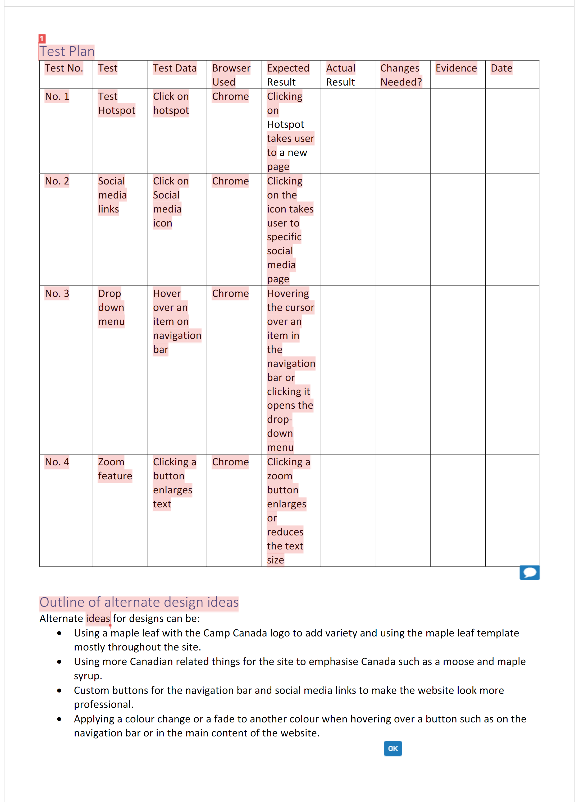 1
Test Plan
Test No. Test Test Data Browser Used Expected Result Actual Result Changes Needed? Evidence Date
No. 1 Test Hotspot Click on hotspot Chrome Clicking on Hotspot takes user to a new page
No. 2 Social media links Click on Social media icon Chrome Clicking on the icon takes user to specific social media page
No. 3 Drop down menu Hover over an item on navigation bar Chrome Hovering the cursor over an item in the navigation bar or clicking it opens the drop-down menu
No. 4 Zoom feature Clicking a button enlarges text Chrome Clicking a zoom button enlarges or reduces the text size
Outline of alternate design ideas
Alternate ideas for designs can be:
• Using a maple leaf with the Camp Canada logo to add variety and using the maple leaf template
mostly throughout the site.
• Using more Canadian related things for the site to emphasise Canada such as a moose and maple
syrup.
• Custom buttons for the navigation bar and social media links to make the website look more
professional.
• Applying a colour change or a fade to another colour when hovering over a button such as on the
navigation bar or in the main content of the website.
OK